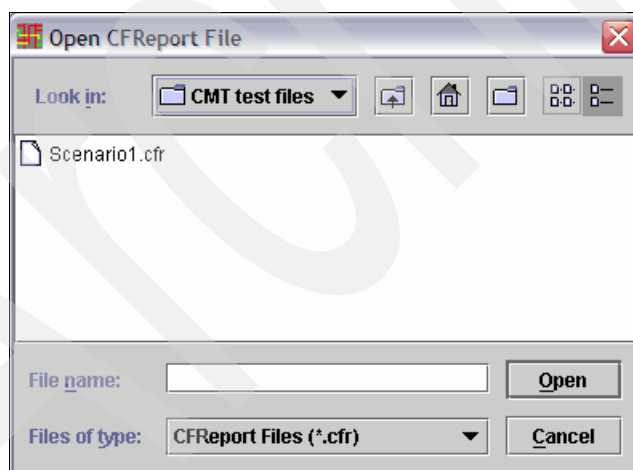 Open CFReport File
Look in: CMT test files
Scenario1.cfr
File name: Open
Files of type: CFReport Files (*.cfr) Cancel